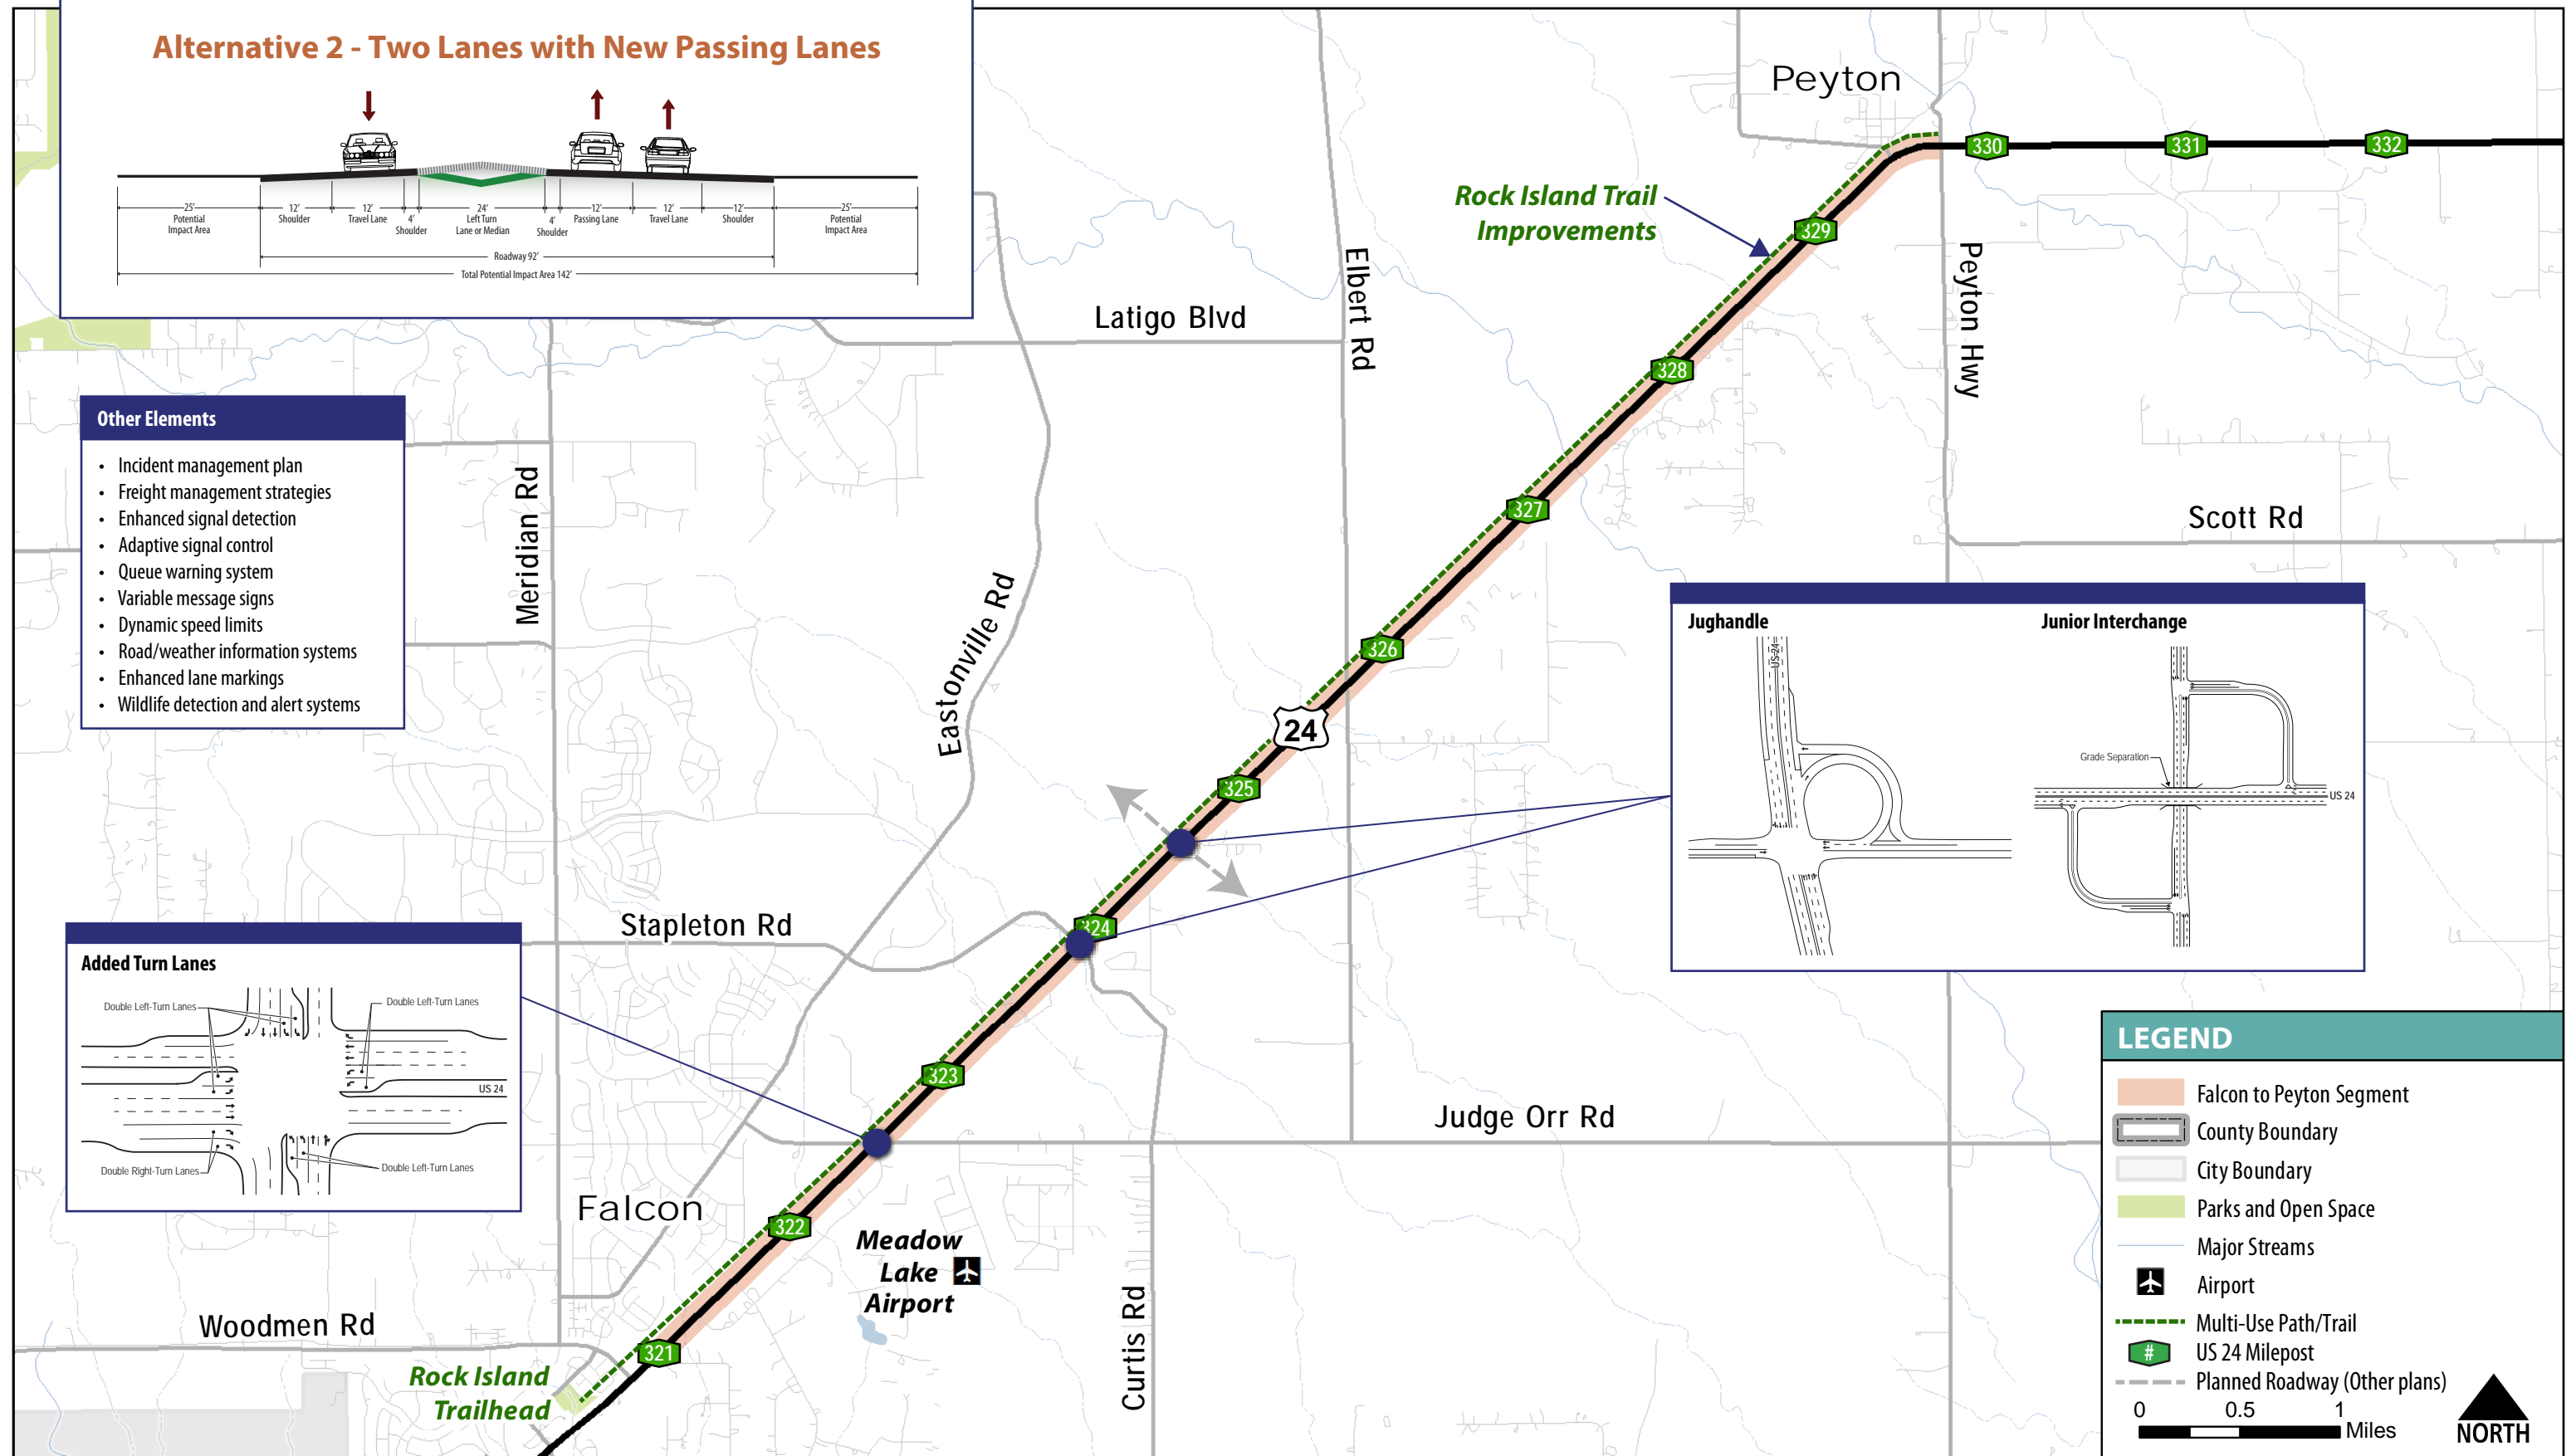 Alternative 2 - Two Lanes with New Passing Lanes
25'
Potential
Impact Area
12'
Shoulder
12'
Travel Lane
4'
Shoulder
24'
Left Turn
Lane or Median
4'
Shoulder
12'
Passing Lane
12'
Travel Lane
12'
Shoulder
25'
Potential
Impact Area
Roadway 92'
Total Potential Impact Area 142'
Peyton
330
331
332
Rock Island Trail
Improvements
329
Peyton Hwy
Elbert Rd
Latigo Blvd
328
Other Elements
• Incident management plan
• Freight management strategies
• Enhanced signal detection
• Adaptive signal control
• Queue warning system
• Variable message signs
• Dynamic speed limits
• Road/weather information systems
• Enhanced lane markings
• Wildlife detection and alert systems
Meridian Rd
327
Scott Rd
Eastonville Rd
326
24
325
Jughandle
US 24
Junior Interchange
Grade Separation
US 24
Stapleton Rd
324
Added Turn Lanes
Double Left-Turn Lanes
Double Left-Turn Lanes
US 24
Double Right-Turn Lanes
Double Left-Turn Lanes
323
Judge Orr Rd
Falcon
322
Meadow
Lake
Airport
Curtis Rd
Woodmen Rd
321
Rock Island
Trailhead
LEGEND
Falcon to Peyton Segment
County Boundary
City Boundary
Parks and Open Space
Major Streams
Airport
Multi-Use Path/Trail
# US 24 Milepost
Planned Roadway (Other plans)
0 0.5 1
Miles
NORTH